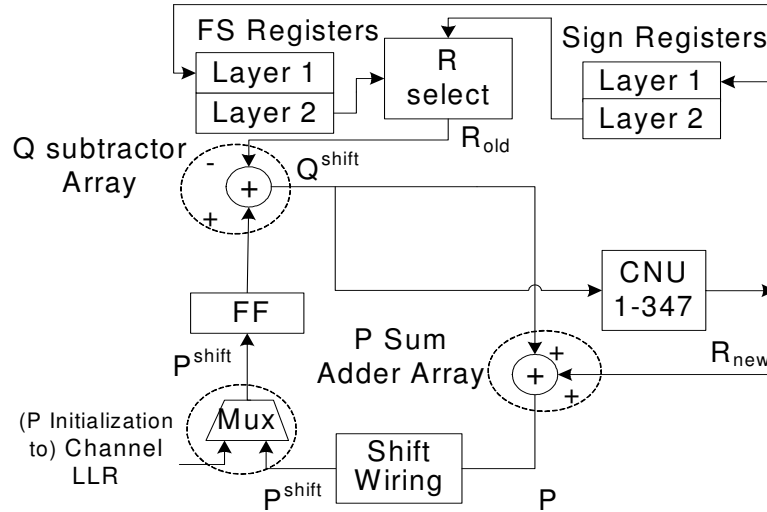 FS Registers
Layer 1
Layer 2
R
select
Sign Registers
Layer 1
Layer 2
Q subtractor
Array
-
+
+
Q^shift
R_old
FF
P^shift
CNU
1-347
P Sum
Adder Array
+
+
+
R_new
(P Initialization
to) Channel
LLR
Mux
P^shift
Shift
Wiring
P